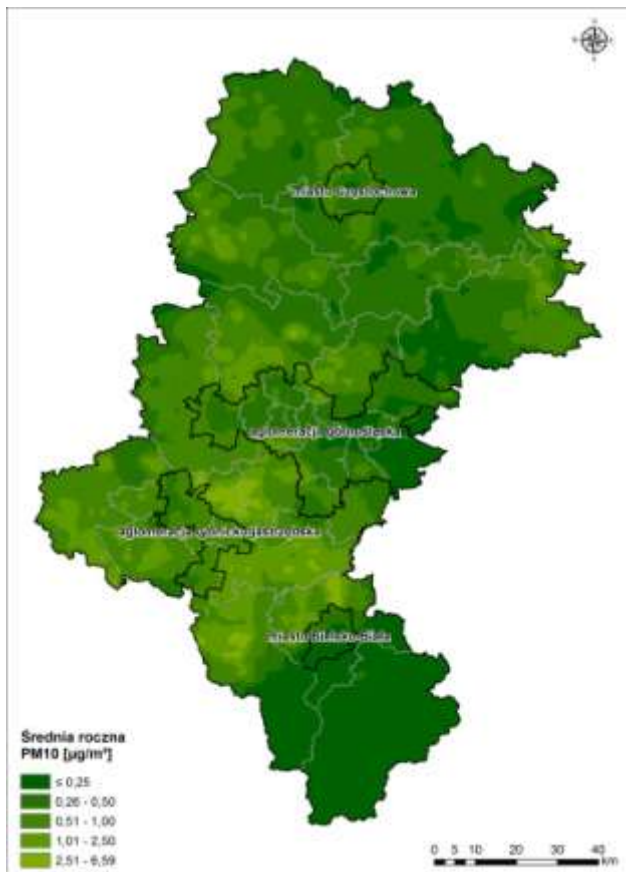 miasto Częstochowa
aglomeracja górnośląska
aglomeracja rybnicko-jastrzębska
miasto Bielsko-Biała
Średnia roczna
PM10 [µg/m³]
≤ 0,25
0,26 - 0,50
0,51 - 1,00
1,01 - 2,50
2,51 - 6,59
0 5 10 20 30 40
km